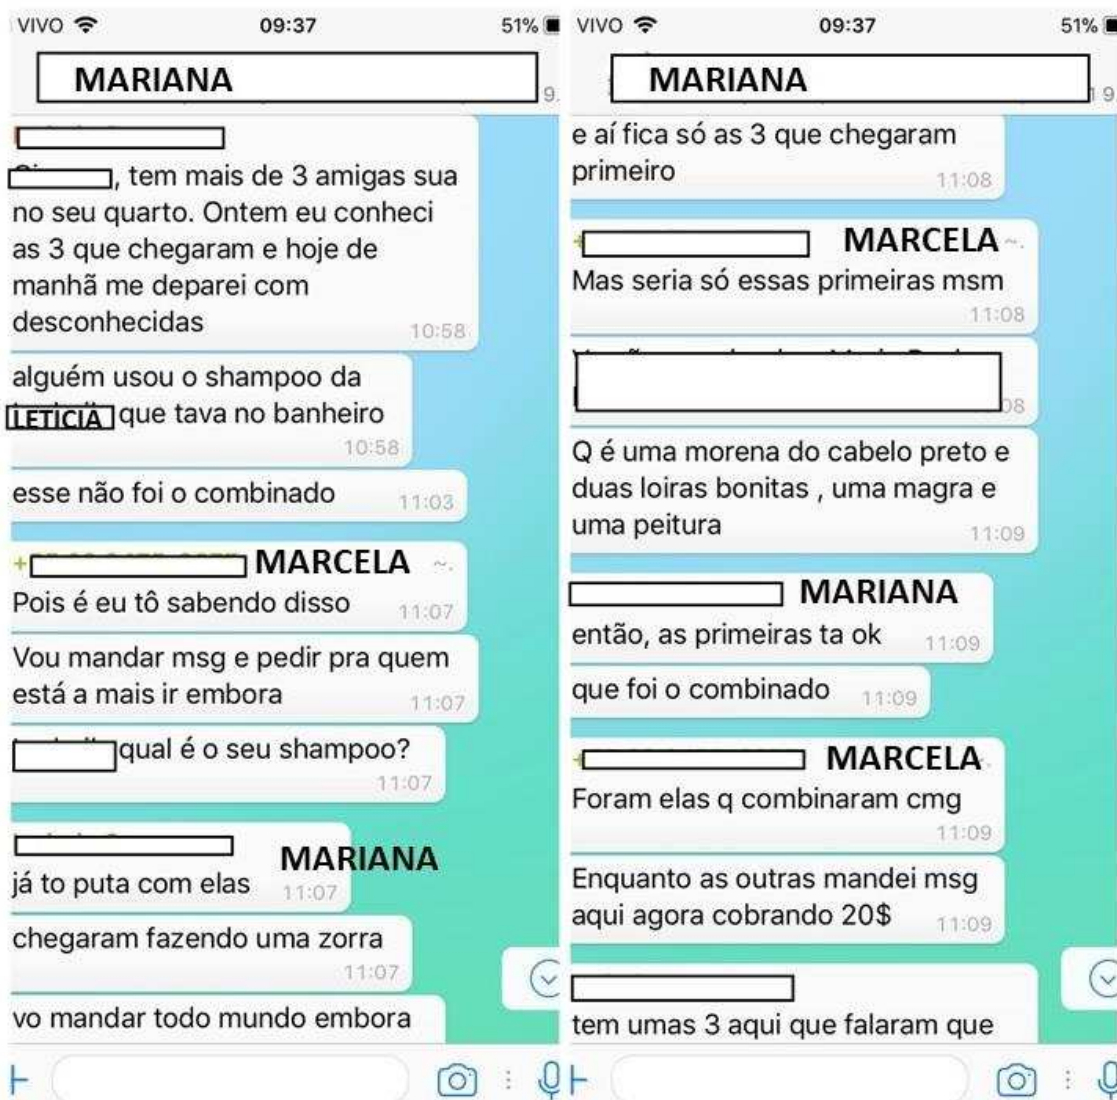 VIVO 09:37 51%
MARIANA
, tem mais de 3 amigas sua
no seu quarto. Ontem eu conheci
as 3 que chegaram e hoje de
manhã me deparei com
desconhecidas 10:58
alguém usou o shampoo da
LETICIA que tava no banheiro
10:58
esse não foi o combinado 11:03
MARCELA
Pois é eu tô sabendo disso 11:07
Vou mandar msg e pedir pra quem
está a mais ir embora 11:07
qual é o seu shampoo?
11:07
MARIANA
já to puta com elas 11:07
chegaram fazendo uma zorra
11:07
vo mandar todo mundo embora
VIVO 09:37 51%
MARIANA
e aí fica só as 3 que chegaram
primeiro 11:08
MARCELA
Mas seria só essas primeiras msm
11:08
Q é uma morena do cabelo preto e
duas loiras bonitas , uma magra e
uma peitura 11:09
MARIANA
então, as primeiras ta ok 11:09
que foi o combinado 11:09
MARCELA
Foram elas q combinaram cmg
11:09
Enquanto as outras mandei msg
aqui agora cobrando 20$ 11:09
tem umas 3 aqui que falaram que